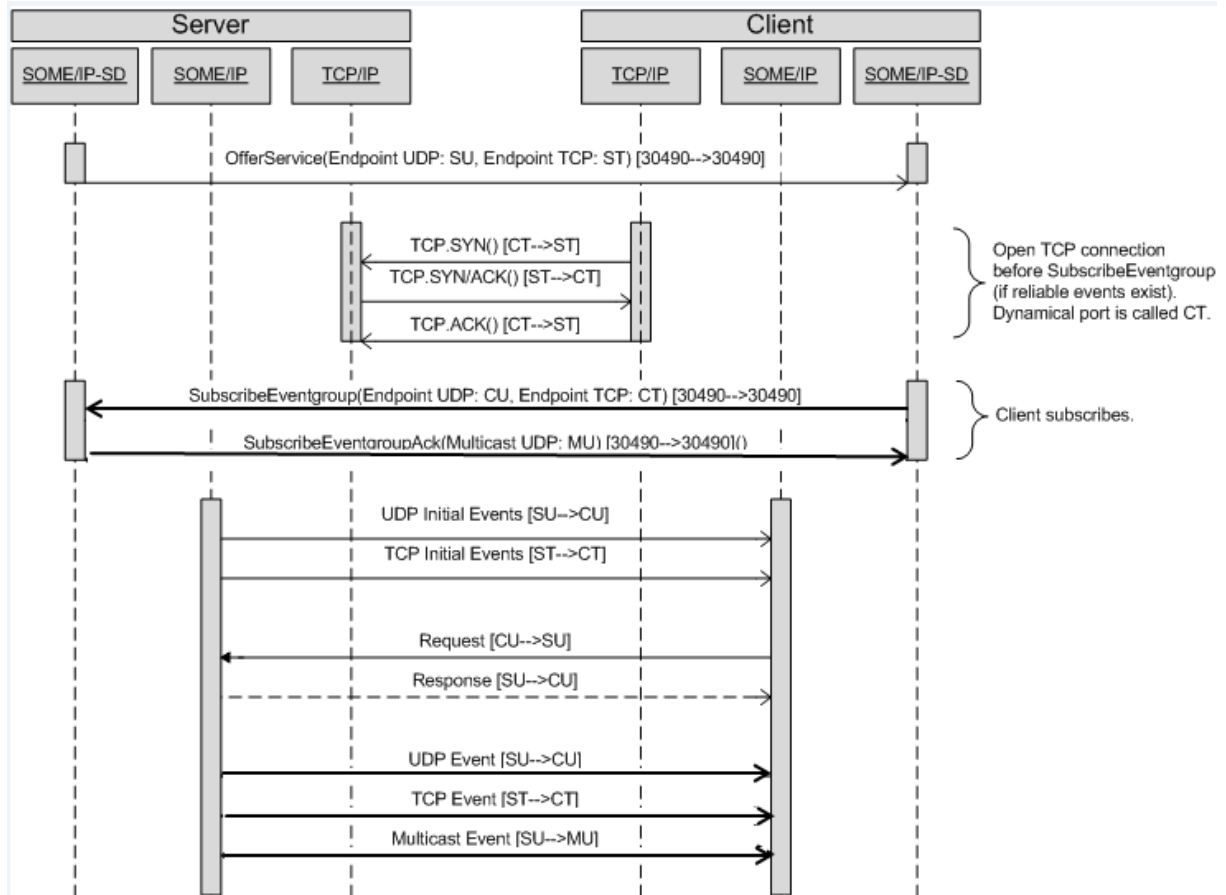 Server
Client
SOME/IP-SD
SOME/IP
TCP/IP
TCP/IP
SOME/IP
SOME/IP-SD
OfferService(Endpoint UDP: SU, Endpoint TCP: ST) [30490-->30490]
TCP.SYN() [CT-->ST]
TCP.SYN/ACK() [ST-->CT]
TCP.ACK() [CT-->ST]
Open TCP connection
before SubscribeEventgroup
(if reliable events exist).
Dynamical port is called CT.
SubscribeEventgroup(Endpoint UDP: CU, Endpoint TCP: CT) [30490-->30490]
SubscribeEventgroupAck(Multicast UDP: MU) [30490-->30490]()
Client subscribes.
UDP Initial Events [SU-->CU]
TCP Initial Events [ST-->CT]
Request [CU-->SU]
Response [SU-->CU]
UDP Event [SU-->CU]
TCP Event [ST-->CT]
Multicast Event [SU-->MU]